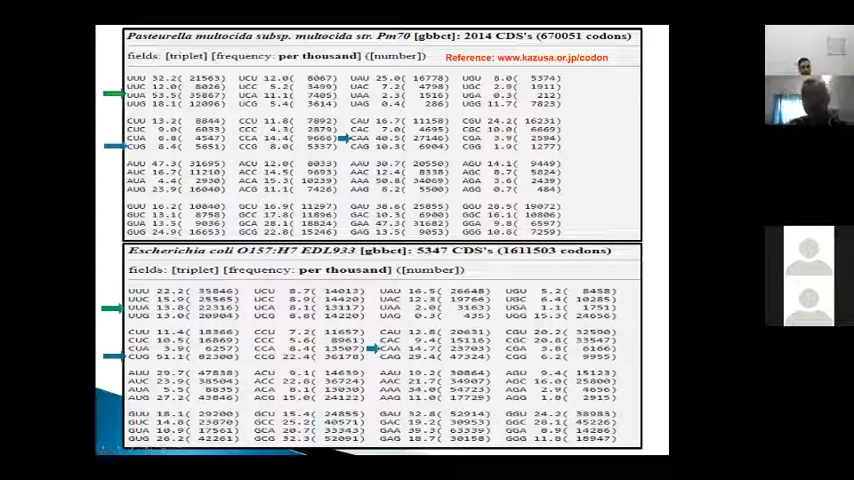 Pasteurella multocida subsp. multocida str. Pm70 [gbbct]: 2014 CDS's (670051 codons)
fields: [triplet] [frequency: per thousand] ([number])
Reference: www.kazusa.or.jp/codon
UUU 32.2( 21563) UCU 12.0( 8067) UAU 25.0( 16778) UGU 8.0( 5374)
UUC 12.0( 8026) UCC 5.2( 3499) UAC 7.2( 4798) UGC 2.9( 1911)
UUA 53.5( 35867) UCA 11.1( 7405) UAA 2.3( 1516) UGA 0.3( 212)
UUG 18.1( 12096) UCG 5.4( 3614) UAG 0.4( 286) UGG 11.7( 7823)
CUU 13.2( 8844) CCU 11.8( 7892) CAU 16.7( 11158) CGU 24.2( 16231)
CUC 9.0( 6033) CCC 4.3( 2879) CAC 7.0( 4695) CGC 10.0( 6669)
CUA 6.8( 4547) CCA 14.4( 9666) CAA 40.5( 27146) CGA 3.9( 2594)
CUG 8.4( 5651) CCG 8.0( 5337) CAG 10.3( 6904) CGG 1.9( 1277)
AUU 47.3( 31695) ACU 12.0( 8033) AAU 30.7( 20550) AGU 14.1( 9449)
AUC 16.7( 11210) ACC 14.5( 9693) AAC 12.4( 8338) AGC 8.7( 5824)
AUA 4.4( 2930) ACA 15.3( 10239) AAA 50.8( 34069) AGA 3.6( 2439)
AUG 23.9( 16040) ACG 11.1( 7426) AAG 8.2( 5500) AGG 0.7( 484)
GUU 16.2( 10840) GCU 16.9( 11297) GAU 38.6( 25855) GGU 28.5( 19072)
GUC 13.1( 8758) GCC 17.8( 11896) GAC 10.3( 6900) GGC 16.1( 10806)
GUA 13.5( 9036) GCA 28.1( 18824) GAA 47.3( 31682) GGA 9.8( 6597)
GUG 24.9( 16653) GCG 22.8( 15246) GAG 13.5( 9053) GGG 10.8( 7259)
Escherichia coli O157:H7 EDL933 [gbbct]: 5347 CDS's (1611503 codons)
fields: [triplet] [frequency: per thousand] ([number])
UUU 22.2( 35846) UCU 8.7( 14013) UAU 16.5( 26648) UGU 5.2( 8458)
UUC 15.9( 25565) UCC 8.9( 14420) UAC 12.3( 19766) UGC 6.4( 10285)
UUA 13.8( 22316) UCA 8.1( 13117) UAA 2.0( 3163) UGA 1.1( 1751)
UUG 13.0( 20904) UCG 8.8( 14220) UAG 0.3( 435) UGG 15.3( 24656)
CUU 11.4( 18366) CCU 7.2( 11657) CAU 12.8( 20631) CGU 20.2( 32590)
CUC 10.5( 16869) CCC 5.6( 8961) CAC 9.4( 15116) CGC 20.8( 33547)
CUA 3.9( 6257) CCA 8.4( 13507) CAA 14.7( 23703) CGA 3.8( 6166)
CUG 51.1( 82300) CCG 22.4( 36178) CAG 29.4( 47324) CGG 6.2( 9955)
AUU 29.7( 47838) ACU 9.1( 14639) AAU 19.2( 30864) AGU 9.4( 15123)
AUC 23.9( 38504) ACC 22.8( 36724) AAC 21.7( 34907) AGC 16.0( 25800)
AUA 5.5( 8835) ACA 8.1( 13030) AAA 34.0( 54723) AGA 2.9( 4656)
AUG 27.2( 43846) ACG 15.0( 24122) AAG 11.0( 17729) AGG 1.8( 2915)
GUU 18.1( 29200) GCU 15.4( 24855) GAU 32.8( 52914) GGU 24.2( 38983)
GUC 14.8( 23870) GCC 25.2( 40571) GAC 19.2( 30953) GGC 28.1( 45226)
GUA 10.9( 17561) GCA 20.7( 33343) GAA 39.3( 63339) GGA 8.9( 14286)
GUG 26.2( 42261) GCG 32.3( 52091) GAG 18.7( 30158) GGG 11.8( 18947)